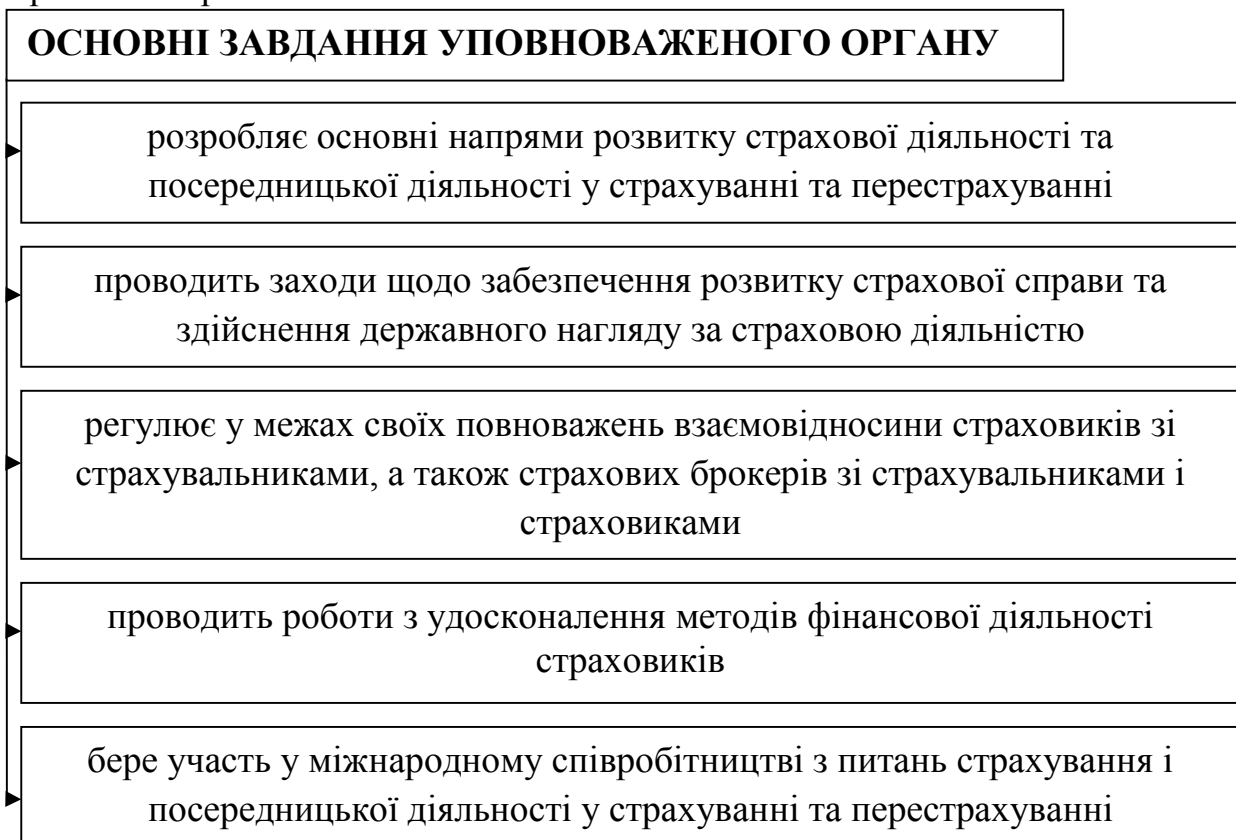 ОСНОВНІ ЗАВДАННЯ УПОВНОВАЖЕНОГО ОРГАНУ
розробляє основні напрями розвитку страхової діяльності та
посередницької діяльності у страхуванні та перестрахуванні
проводить заходи щодо забезпечення розвитку страхової справи та
здійснення державного нагляду за страховою діяльністю
регулює у межах своїх повноважень взаємовідносини страховиків зі
страхувальниками, а також страхових брокерів зі страхувальниками і
страховиками
проводить роботи з удосконалення методів фінансової діяльності
страховиків
бере участь у міжнародному співробітництві з питань страхування і
посередницької діяльності у страхуванні та перестрахуванні